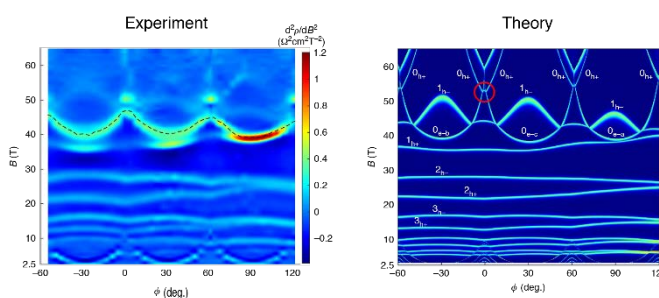 Experiment
d²ρ/dB²
(Ω²cm²T⁻²)
1.2
1
0.8
0.6
0.4
0.2
0
−0.2
B (T)
60
50
40
30
20
10
2.5
−60
−30
0
30
60
90
120
ϕ (deg.)
Theory
0h+ 0h+ 0h+ 0h+ 0h+
1h− 1h− 1h−
0e−b 0e−c 0e−a
1h+
2h−
2h+
3h−
3h+
B (T)
60
50
40
30
20
10
2.5
−60
−30
0
30
60
90
120
ϕ (deg.)